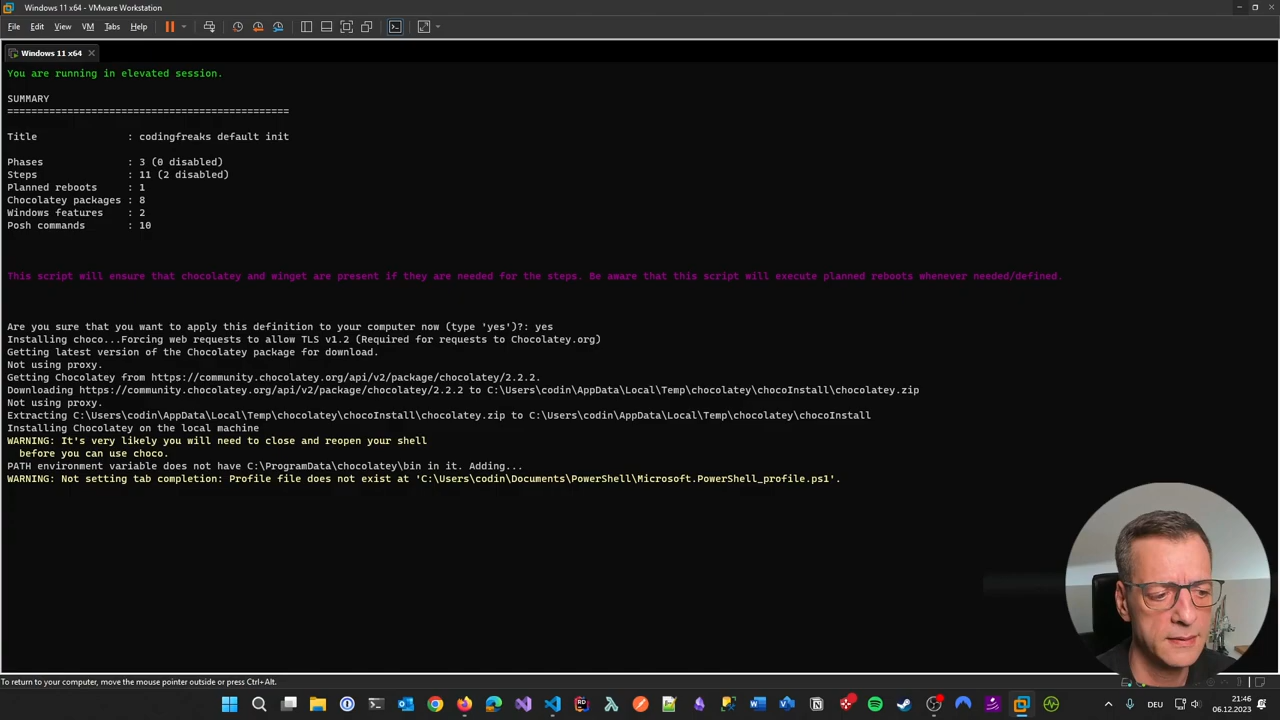 Windows 11 x64 - VMware Workstation
File Edit View VM Tabs Help
Windows 11 x64
You are running in elevated session.
SUMMARY
===============================================
Title : codingfreaks default init
Phases : 3 (0 disabled)
Steps : 11 (2 disabled)
Planned reboots : 1
Chocolatey packages : 8
Windows features : 2
Posh commands : 10
This script will ensure that chocolatey and winget are present if they are needed for the steps. Be aware that this script will execute planned reboots whenever needed/defined.
Are you sure that you want to apply this definition to your computer now (type 'yes')?: yes
Installing choco...Forcing web requests to allow TLS v1.2 (Required for requests to Chocolatey.org)
Getting latest version of the Chocolatey package for download.
Not using proxy.
Getting Chocolatey from https://community.chocolatey.org/api/v2/package/chocolatey/2.2.2.
Downloading https://community.chocolatey.org/api/v2/package/chocolatey/2.2.2 to C:\Users\codin\AppData\Local\Temp\chocolatey\chocoInstall\chocolatey.zip
Not using proxy.
Extracting C:\Users\codin\AppData\Local\Temp\chocolatey\chocoInstall\chocolatey.zip to C:\Users\codin\AppData\Local\Temp\chocolatey\chocoInstall
Installing Chocolatey on the local machine
WARNING: It's very likely you will need to close and reopen your shell
before you can use choco.
PATH environment variable does not have C:\ProgramData\chocolatey\bin in it. Adding...
WARNING: Not setting tab completion: Profile file does not exist at 'C:\Users\codin\Documents\PowerShell\Microsoft.PowerShell_profile.ps1'.
To return to your computer, move the mouse pointer outside or press Ctrl+Alt.
DEU
21:46
06.12.2023